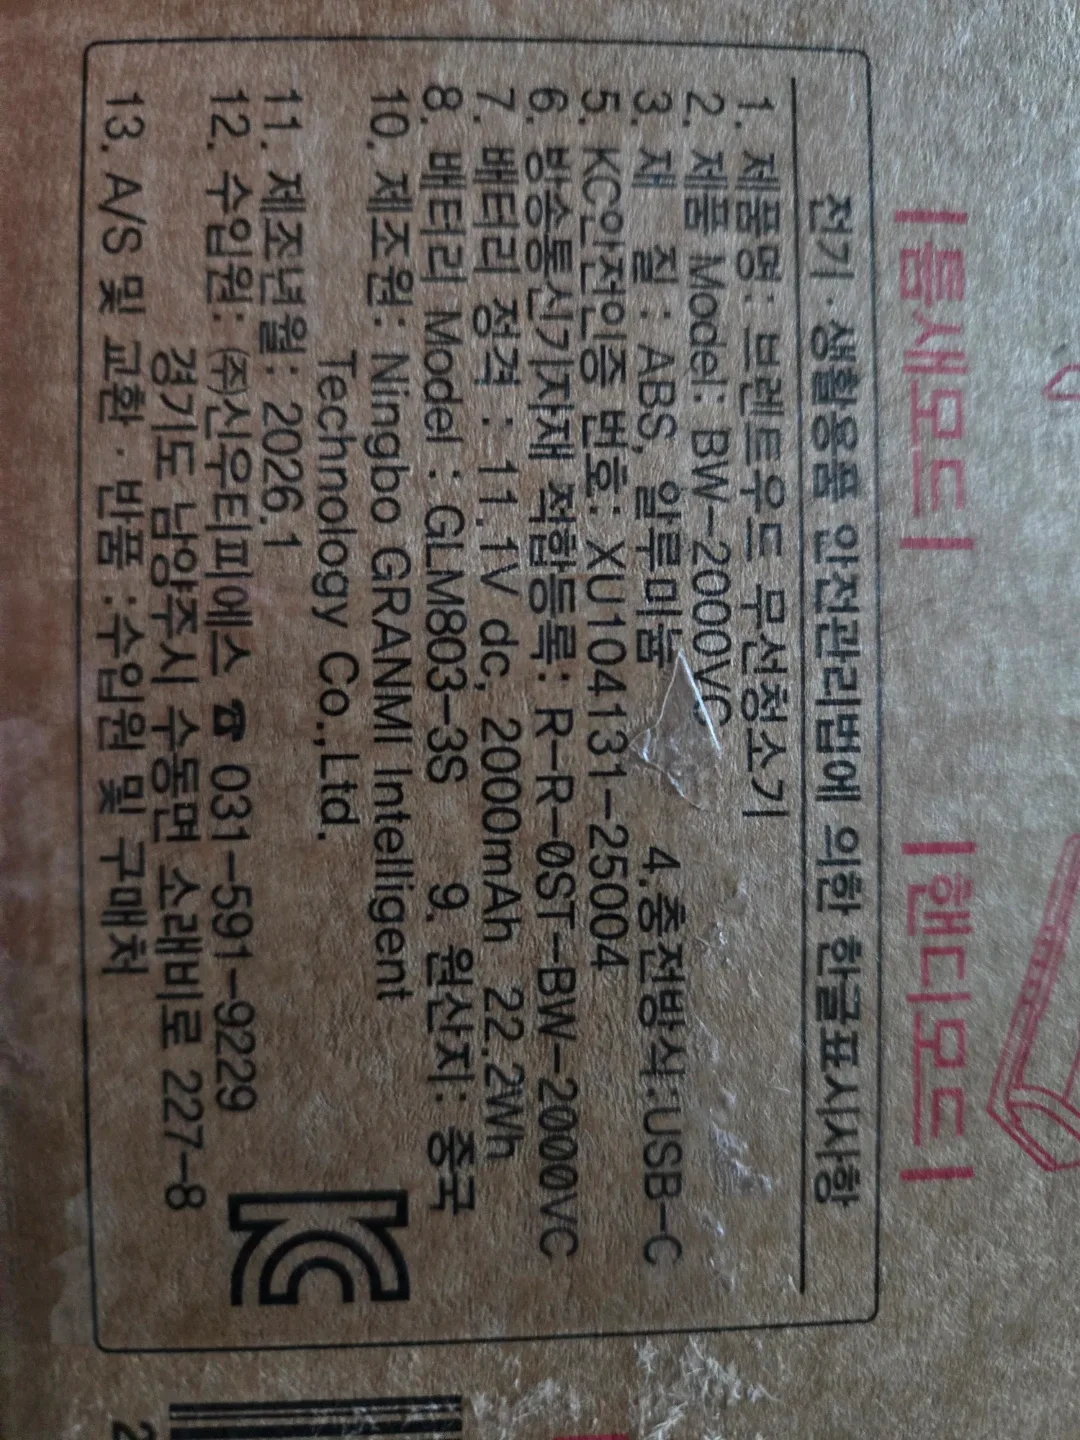 |틈새모드|
|핸디모드|
전기·생활용품 안전관리법에 의한 한글표시사항
1. 제품명: 브렌트우드 무선청소기
2. 제품 Model: BW-2000VC
3. 재 질 : ABS, 알루미늄 4.충전방식:USB-C
5. KC안전인증 번호: XU104131-25004
6. 방송통신기자재 적합등록: R-R-0ST-BW-2000VC
7. 배터리 정격 : 11.1V dc, 2000mAh 22.2Wh
8. 배터리 Model : GLM803-3S 9. 원산지: 중국
10. 제조원: Ningbo GRANMI Intelligent
Technology Co.,Ltd.
11. 제조년월: 2026.1
12. 수입원: ㈜신우티피에스 ☎ 031-591-9229
경기도 남양주시 수동면 소래비로 227-8
13. A/S 및 교환·반품 :수입원 및 구매처
KC
2